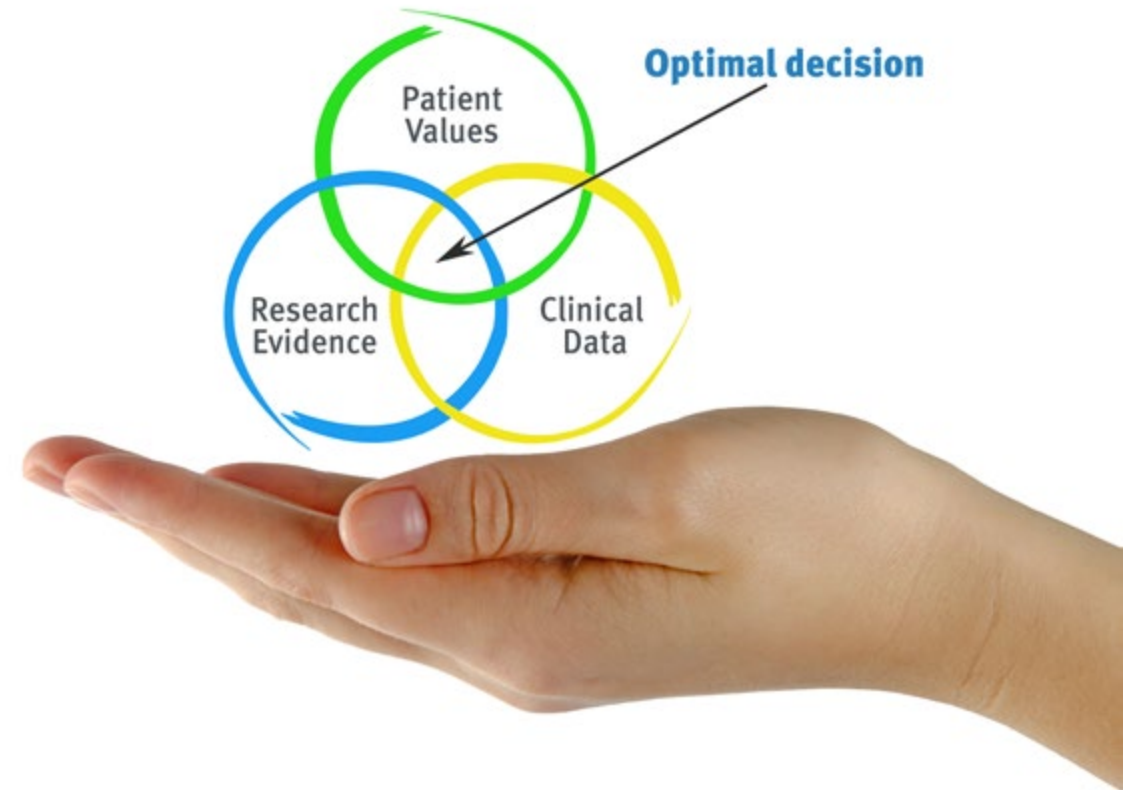 Optimal decision
Patient
Values
Research
Evidence
Clinical
Data